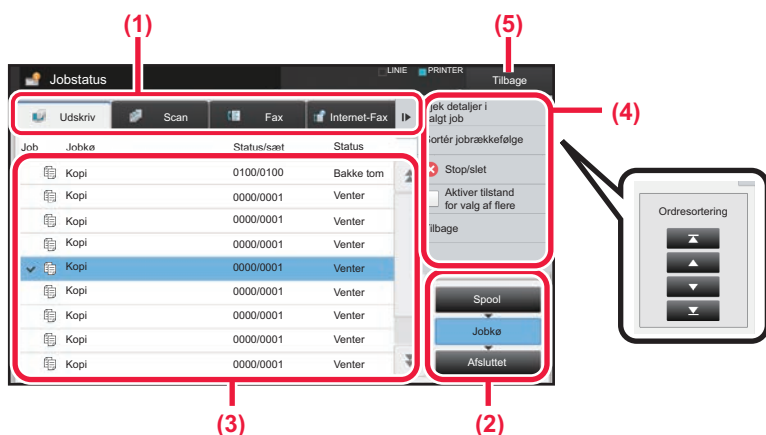 (1)
(5)
Jobstatus
LINIE
PRINTER
Tilbage
Udskriv
Scan
Fax
Internet-Fax
jek detaljer i
algt job
(4)
Job
Jobkø
Status/sæt
Status
ortér jobrækkefølge
Kopi
0100/0100
Bakke tom
Stop/slet
Kopi
0000/0001
Venter
Aktiver tilstand
for valg af flere
Kopi
0000/0001
Venter
ilbage
Kopi
0000/0001
Venter
Kopi
0000/0001
Venter
Kopi
0000/0001
Venter
Spool
Kopi
0000/0001
Venter
Jobkø
Kopi
0000/0001
Venter
Kopi
0000/0001
Venter
Afsluttet
Ordresortering
(3)
(2)